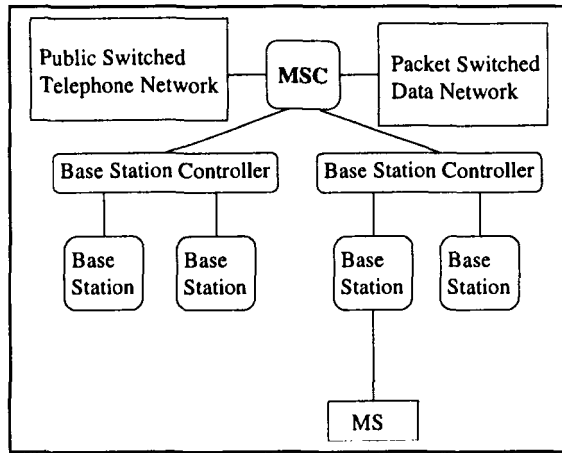 Public Switched
Telephone Network
MSC
Packet Switched
Data Network
Base Station Controller
Base Station Controller
Base
Station
Base
Station
Base
Station
Base
Station
MS